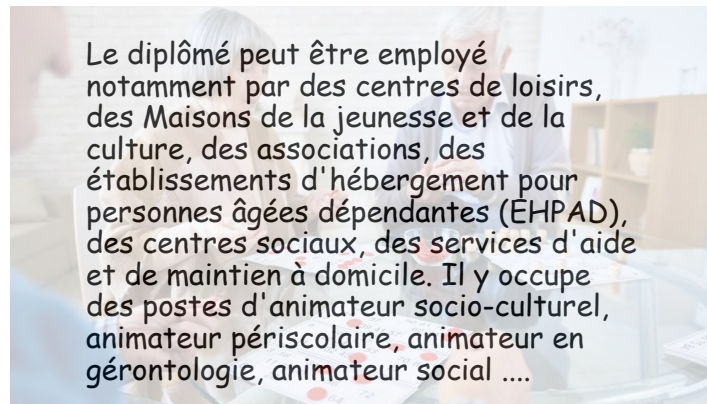 Le diplômé peut être employé
notamment par des centres de loisirs,
des Maisons de la jeunesse et de la
culture, des associations, des
établissements d'hébergement pour
personnes âgées dépendantes (EHPAD),
des centres sociaux, des services d'aide
et de maintien à domicile. Il y occupe
des postes d'animateur socio-culturel,
animateur périscolaire, animateur en
gérontologie, animateur social ....